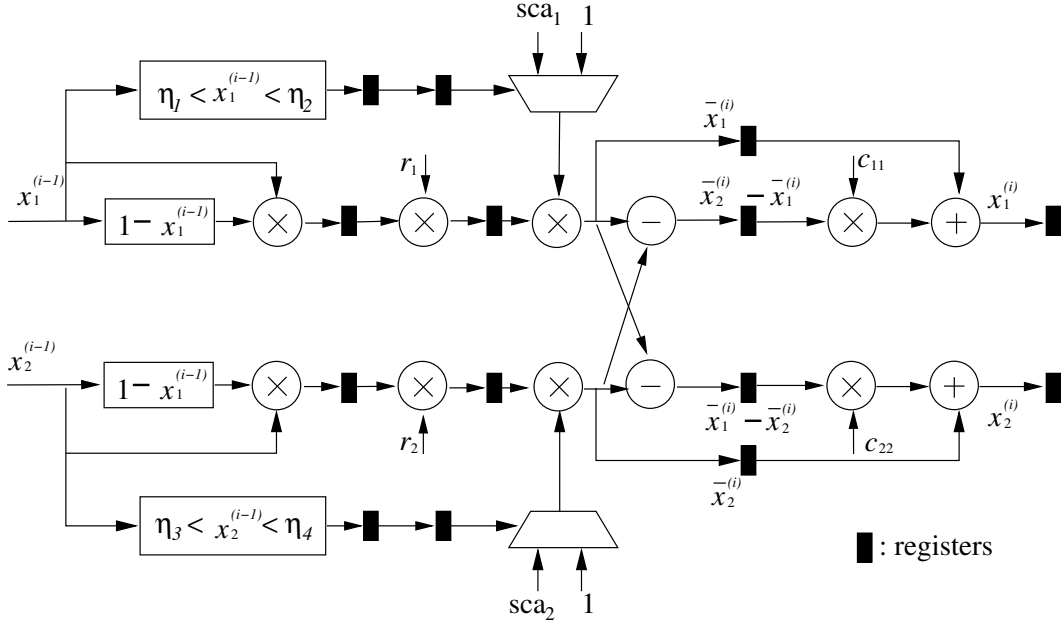 sca₁ 1
η₁ < x₁⁽ⁱ⁻¹⁾ < η₂
x̄₁⁽ⁱ⁾
r₁
c₁₁
x₁⁽ⁱ⁻¹⁾
x̄₂⁽ⁱ⁾ − x̄₁⁽ⁱ⁾
x₁⁽ⁱ⁾
1 − x₁⁽ⁱ⁻¹⁾
×
×
×
−
×
+
x₂⁽ⁱ⁻¹⁾
1 − x₁⁽ⁱ⁻¹⁾
×
×
×
−
×
+
x̄₁⁽ⁱ⁾ − x̄₂⁽ⁱ⁾
x₂⁽ⁱ⁾
r₂
c₂₂
x̄₂⁽ⁱ⁾
η₃ < x₂⁽ⁱ⁻¹⁾ < η₄
: registers
sca₂ 1